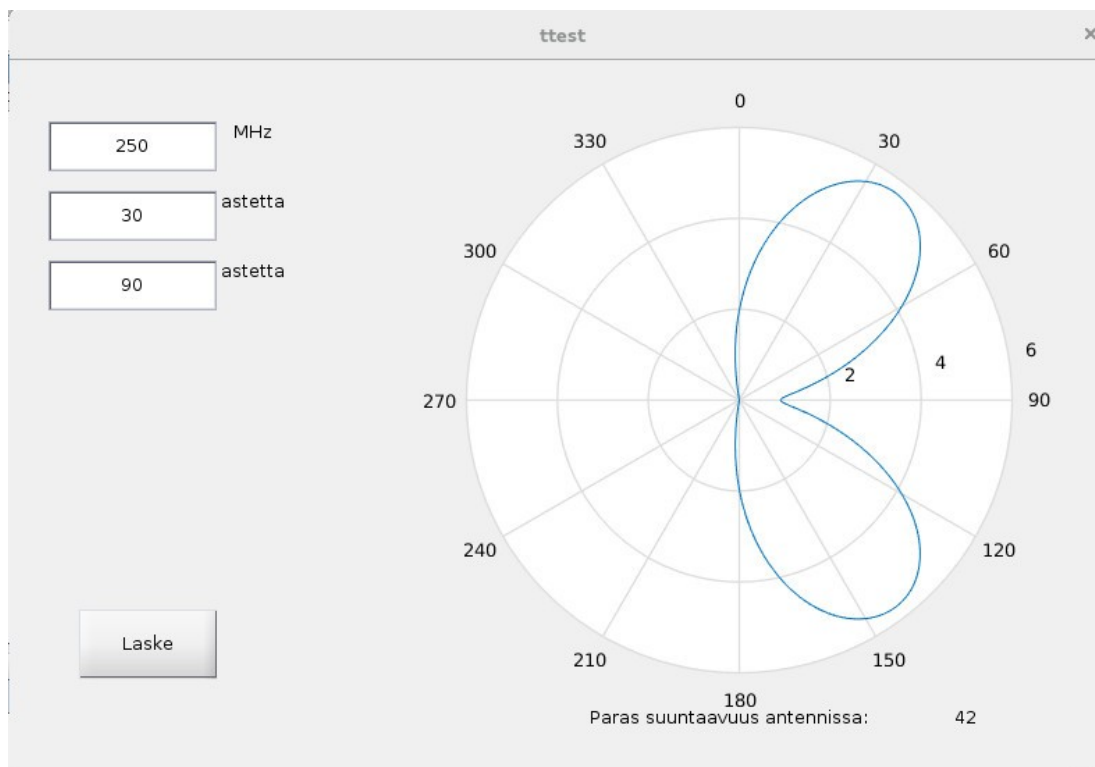 ttest ×
250 MHz
30 astetta
90 astetta
Laske
0
330 30
300 60
6
4
2
270 90
240 120
210 150
180
Paras suuntaavuus antennissa: 42